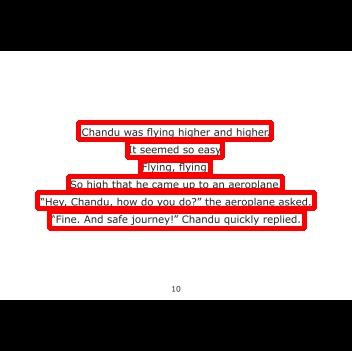 Chandu was flying higher and higher.
It seemed so easy
Flying, flying
So high that he came up to an aeroplane
“Hey, Chandu, how do you do?” the aeroplane asked.
“Fine. And safe journey!” Chandu quickly replied.
10